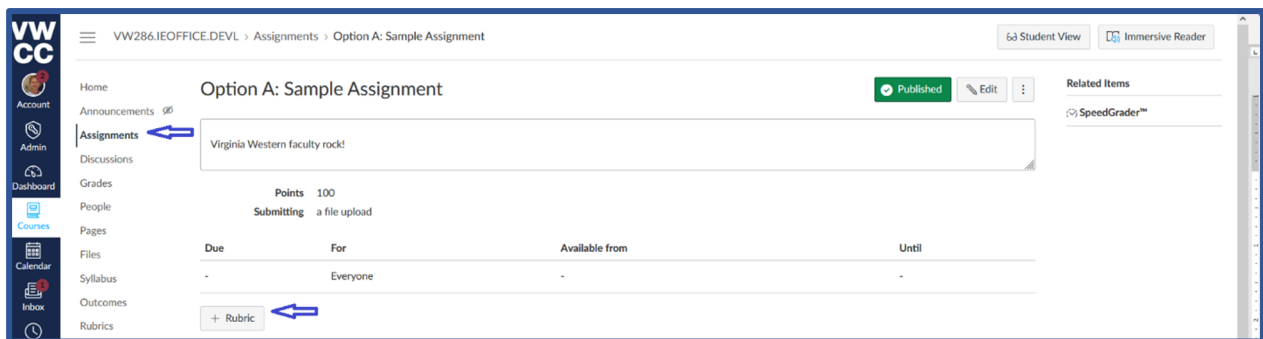 VW
CC
VW286.IEOFFICE.DEVL > Assignments > Option A: Sample Assignment
Student View
Immersive Reader
Account
Admin
Dashboard
Courses
Calendar
Inbox
Home
Announcements
Assignments
Discussions
Grades
People
Pages
Files
Syllabus
Outcomes
Rubrics
Option A: Sample Assignment
Published
Edit
Virginia Western faculty rock!
Points 100
Submitting a file upload
Due For Available from Until
- Everyone - -
+ Rubric
Related Items
SpeedGrader™